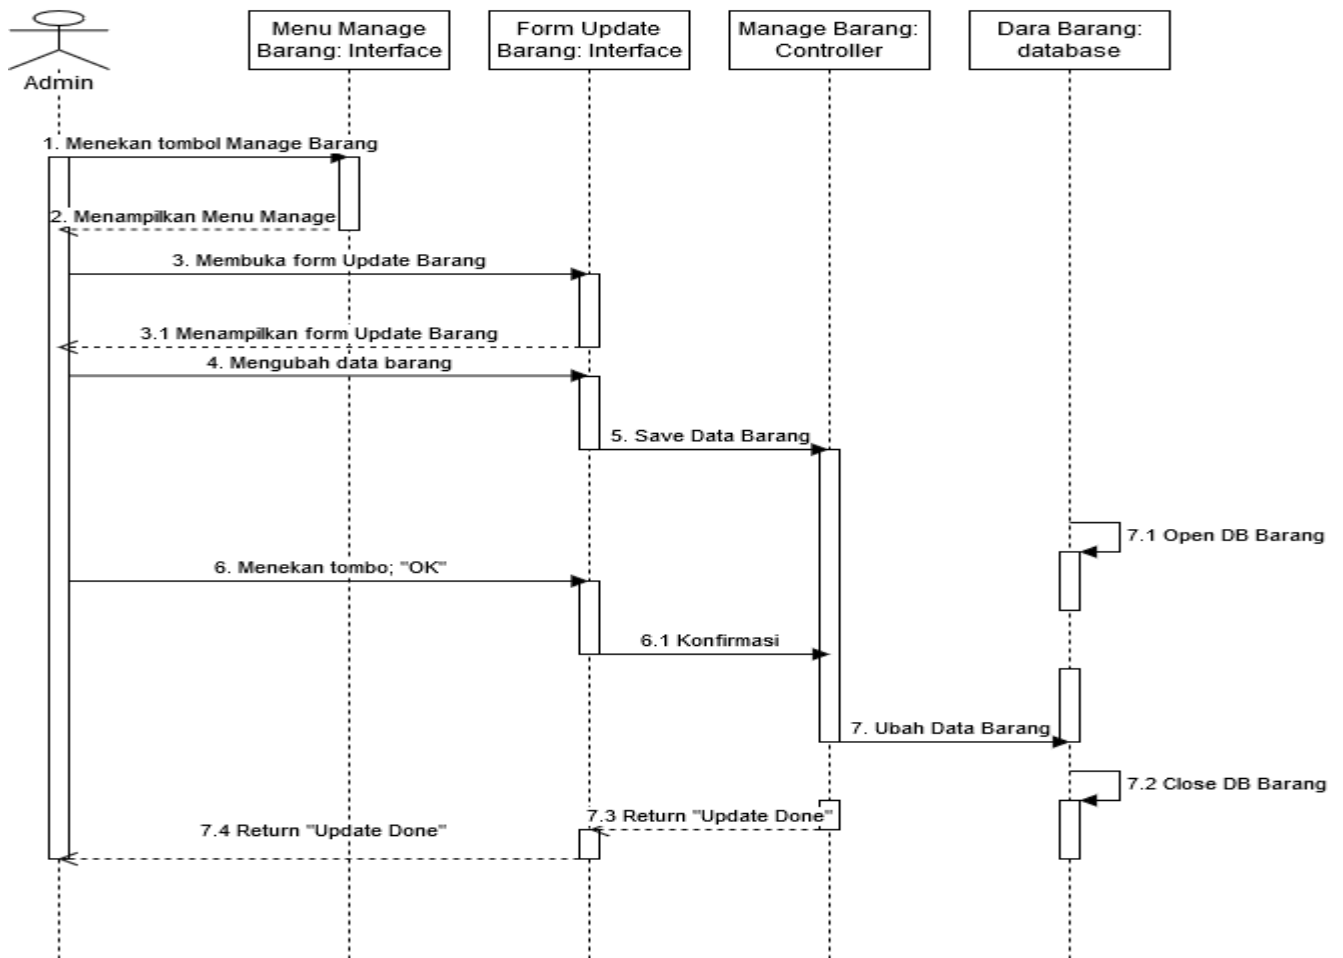 Menu Manage
Barang: Interface
Form Update
Barang: Interface
Manage Barang:
Controller
Dara Barang:
database
Admin
1. Menekan tombol Manage Barang
2. Menampilkan Menu Manage
3. Membuka form Update Barang
3.1 Menampilkan form Update Barang
4. Mengubah data barang
5. Save Data Barang
7.1 Open DB Barang
6. Menekan tombo; "OK"
6.1 Konfirmasi
7. Ubah Data Barang
7.2 Close DB Barang
7.3 Return "Update Done"
7.4 Return "Update Done"